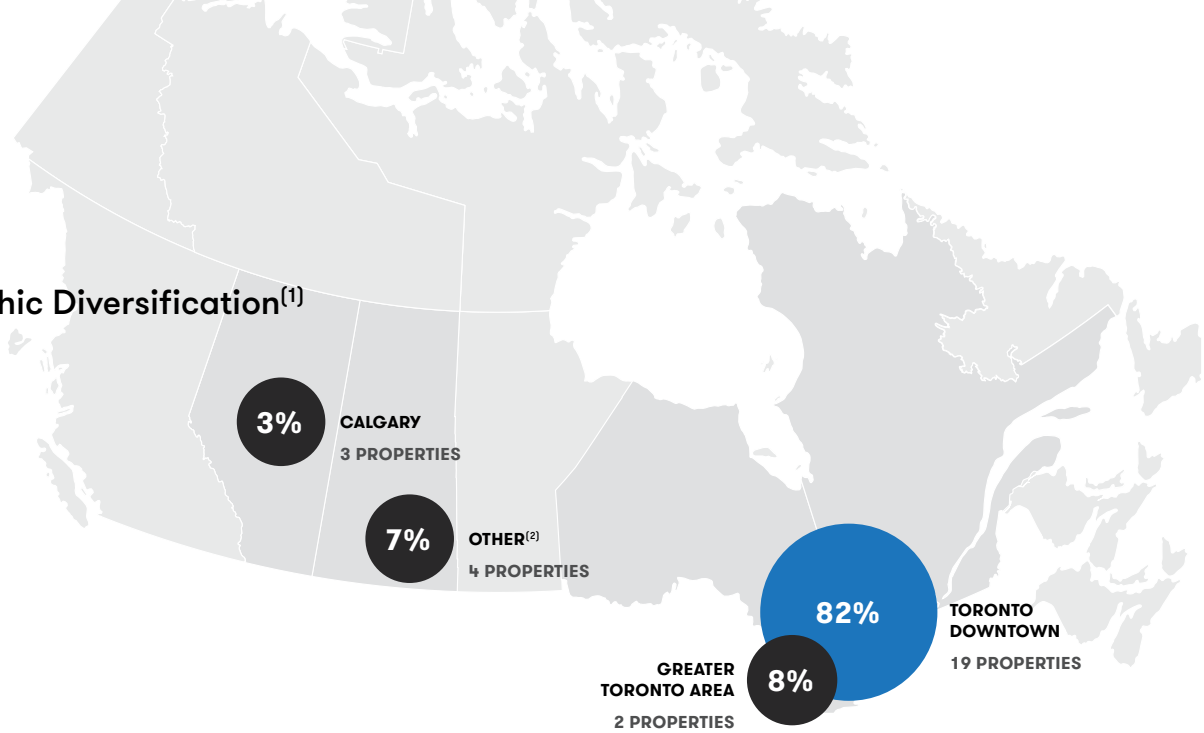 Diversification(1)
3%
CALGARY
3 PROPERTIES
7%
OTHER(2)
4 PROPERTIES
82%
TORONTO
DOWNTOWN
19 PROPERTIES
GREATER
TORONTO AREA
8%
2 PROPERTIES